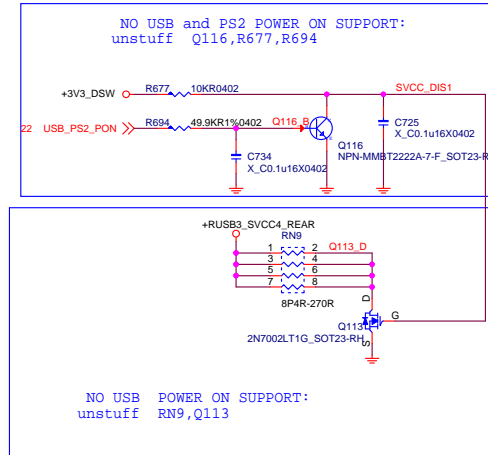 NO USB and PS2 POWER ON SUPPORT:
unstuff Q116,R677,R694
+3V3_DSW R677 10KR0402 SVCC_DIS1
22 USB_PS2_PON R694 49.9KR1%0402 Q116_B
C725
X_C0.1u16X0402
Q116
NPN-MMBT2222A-7-F_SOT23-R
C734
X_C0.1u16X0402
+RUSB3_SVCC4_REAR
RN9
1 2 Q113_D
3 4
5 6
7 8
8P4R-270R
D
G
Q113
2N7002LT1G_SOT23-RH
S
NO USB POWER ON SUPPORT:
unstuff RN9,Q113